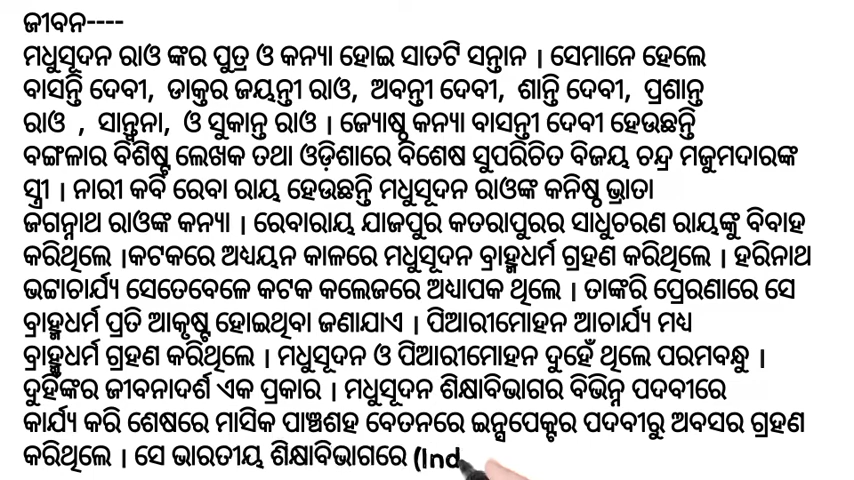 ଜୀବନ----
ମଧୁସୂଦନ ରାଓ ଙ୍କର ପୁତ୍ର ଓ କନ୍ୟା ହୋଇ ସାତଟି ସନ୍ତାନ । ସେମାନେ ହେଲେ
ବାସନ୍ତି ଦେବୀ, ଡାକ୍ତର ଜୟନ୍ତୀ ରାଓ, ଅବନ୍ତୀ ଦେବୀ, ଶାନ୍ତି ଦେବୀ, ପ୍ରଶାନ୍ତ
ରାଓ , ସାନ୍ତ୍ୱନା, ଓ ସୁକାନ୍ତ ରାଓ । ଜ୍ୟୋଷ୍ଠ କନ୍ୟା ବାସନ୍ତୀ ଦେବୀ ହେଉଛନ୍ତି
ବଙ୍ଗଳାର ବିଶିଷ୍ଟ ଲେଖକ ତଥା ଓଡ଼ିଶାରେ ବିଶେଷ ସୁପରିଚିତ ବିଜୟ ଚନ୍ଦ୍ର ମଜୁମଦାରଙ୍କ
ସ୍ତ୍ରୀ । ନାରୀ କବି ରେବା ରାୟ ହେଉଛନ୍ତି ମଧୁସୂଦନ ରାଓଙ୍କ କନିଷ୍ଠ ଭ୍ରାତା
ଜଗନ୍ନାଥ ରାଓଙ୍କ କନ୍ୟା । ରେବାରାୟ ଯାଜପୁର କତରାପୁରର ସାଧୁଚରଣ ରାୟଙ୍କୁ ବିବାହ
କରିଥିଲେ ।କଟକରେ ଅଧ୍ୟୟନ କାଳରେ ମଧୁସୂଦନ ବ୍ରାହ୍ମଧର୍ମ ଗ୍ରହଣ କରିଥିଲେ । ହରିନାଥ
ଭଟ୍ଟାଚାର୍ଯ୍ୟ ସେତେବେଳେ କଟକ କଲେଜରେ ଅଧ୍ୟାପକ ଥିଲେ । ତାଙ୍କରି ପ୍ରେରଣାରେ ସେ
ବ୍ରାହ୍ମଧର୍ମ ପ୍ରତି ଆକୃଷ୍ଟ ହୋଇଥିବା ଜଣାଯାଏ । ପିଆରୀମୋହନ ଆଚାର୍ଯ୍ୟ ମଧ୍ୟ
ବ୍ରାହ୍ମଧର୍ମ ଗ୍ରହଣ କରିଥିଲେ । ମଧୁସୂଦନ ଓ ପିଆରୀମୋହନ ଦୁହେଁ ଥିଲେ ପରମବନ୍ଧୁ ।
ଦୁହିଁଙ୍କର ଜୀବନାଦର୍ଶ ଏକ ପ୍ରକାର । ମଧୁସୂଦନ ଶିକ୍ଷାବିଭାଗର ବିଭିନ୍ନ ପଦବୀରେ
କାର୍ଯ୍ୟ କରି ଶେଷରେ ମାସିକ ପାଞ୍ଚଶହ ବେତନରେ ଇନ୍ସପେକ୍ଟର ପଦବୀରୁ ଅବସର ଗ୍ରହଣ
କରିଥିଲେ । ସେ ଭାରତୀୟ ଶିକ୍ଷାବିଭାଗରେ (Ind